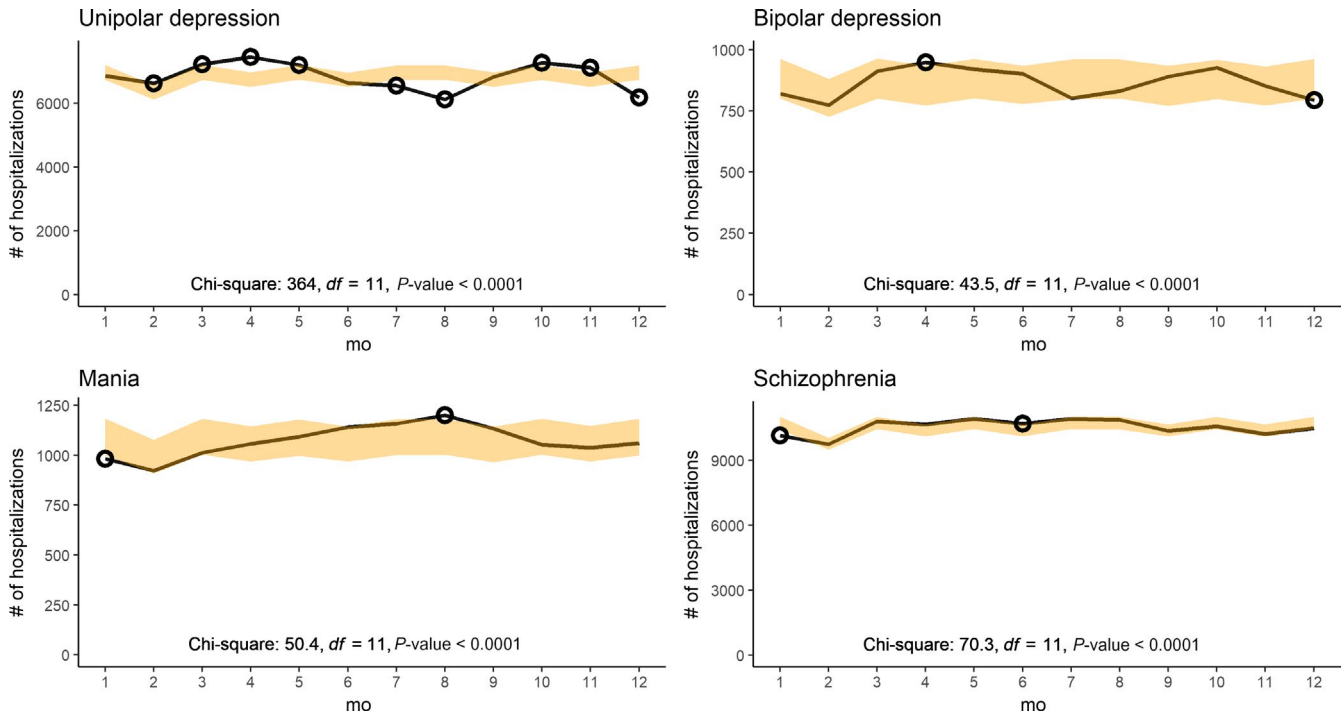 Unipolar depression
# of hospitalizations
6000
4000
2000
0
Chi-square: 364, df = 11, P-value < 0.0001
1 2 3 4 5 6 7 8 9 10 11 12
mo
Bipolar depression
# of hospitalizations
1000
750
500
250
0
Chi-square: 43.5, df = 11, P-value < 0.0001
1 2 3 4 5 6 7 8 9 10 11 12
mo
Mania
# of hospitalizations
1250
1000
750
500
250
0
Chi-square: 50.4, df = 11, P-value < 0.0001
1 2 3 4 5 6 7 8 9 10 11 12
mo
Schizophrenia
# of hospitalizations
9000
6000
3000
0
Chi-square: 70.3, df = 11, P-value < 0.0001
1 2 3 4 5 6 7 8 9 10 11 12
mo